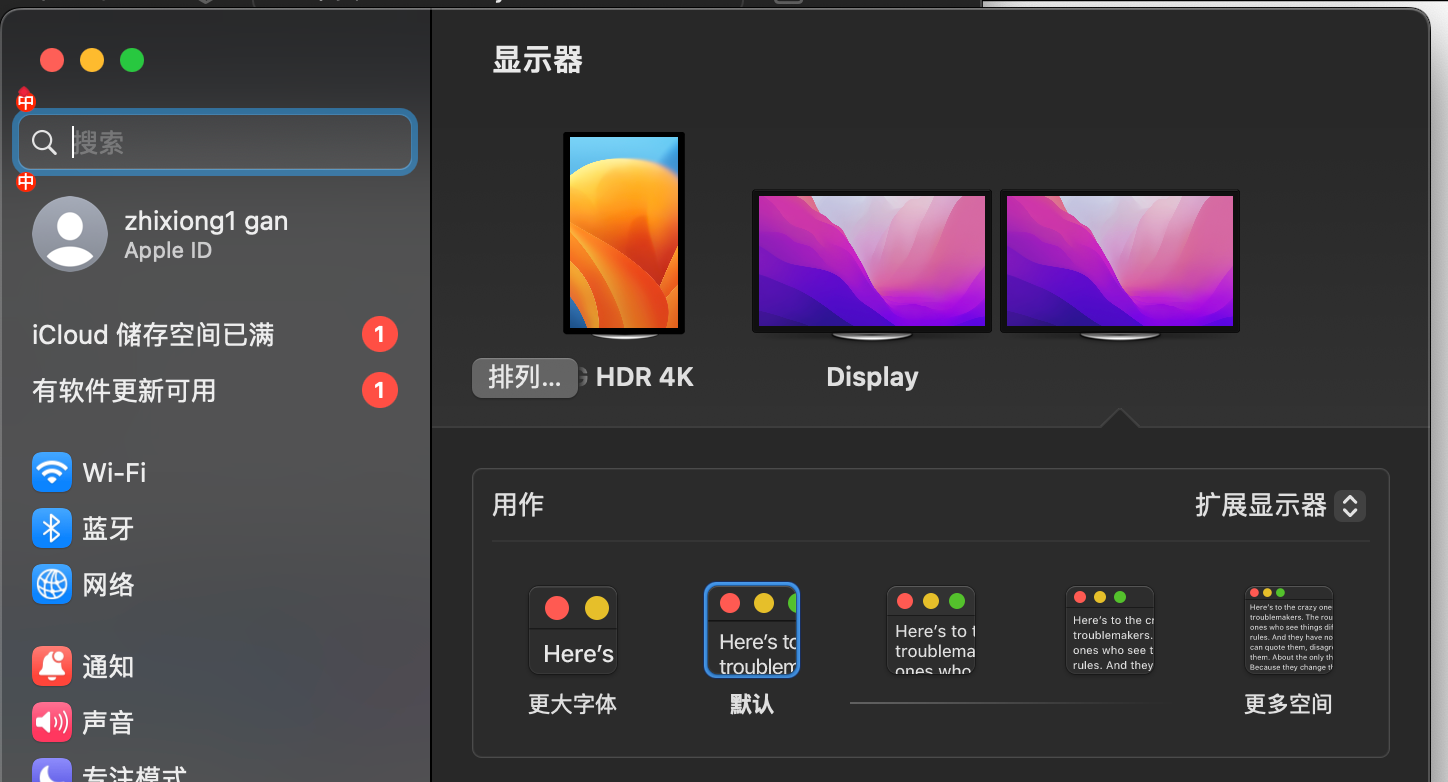 显示器
中
搜索
中
zhixiong1 gan
Apple ID
iCloud 储存空间已满
1
有软件更新可用
1
Wi-Fi
蓝牙
网络
通知
声音
专注模式
排列... G HDR 4K
Display
用作
扩展显示器
Here's
更大字体
Here's to
troublem
默认
Here's to t
troublema
ones who
Here's to the cr
troublemakers.
ones who see t
rules. And they
Here's to the crazy one
troublemakers. The rou
ones who see things dif
rules. And they have no
can quote them, disagre
them. About the only th
Because they change th
更多空间